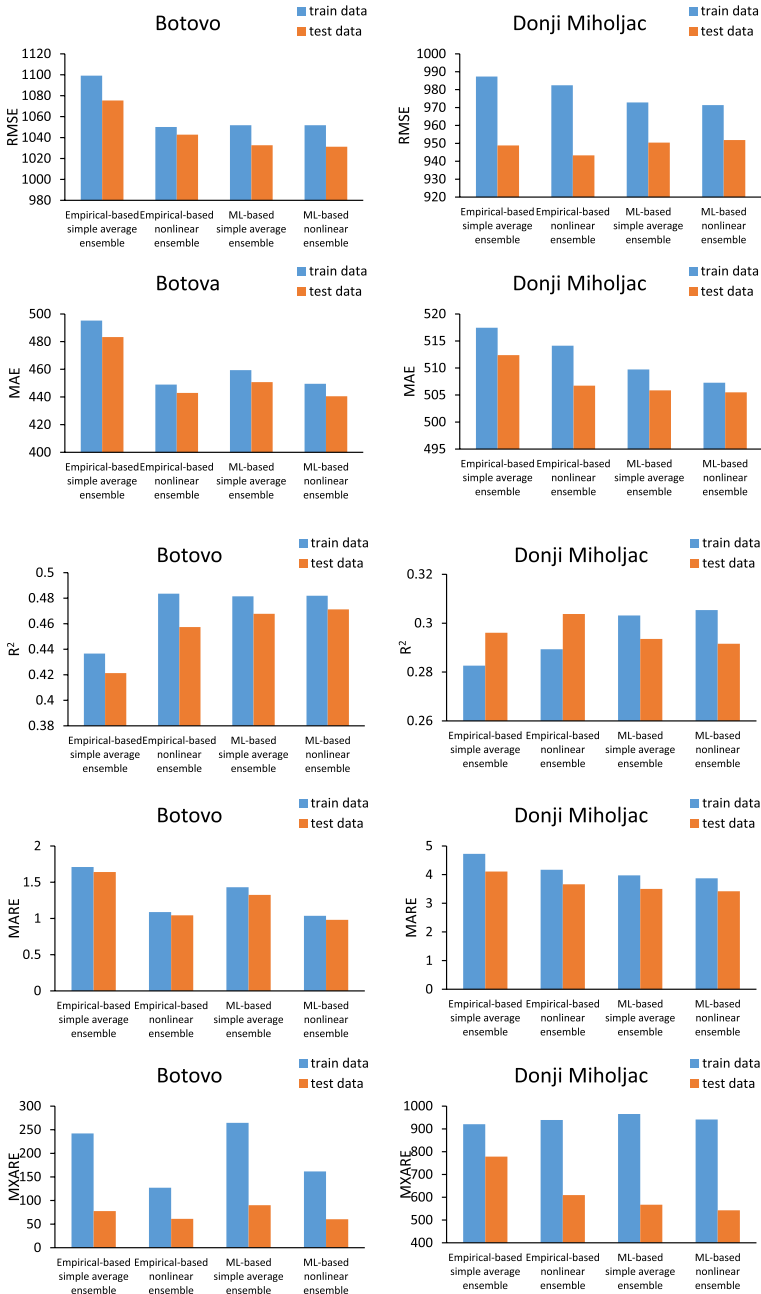 Botovo
train data
test data
RMSE
1120
1100
1080
1060
1040
1020
1000
980
Empirical-based simple average ensemble
Empirical-based nonlinear ensemble
ML-based simple average ensemble
ML-based nonlinear ensemble
Donji Miholjac
train data
test data
RMSE
1000
990
980
970
960
950
940
930
920
Empirical-based simple average ensemble
Empirical-based nonlinear ensemble
ML-based simple average ensemble
ML-based nonlinear ensemble
Botova
train data
test data
MAE
500
480
460
440
420
400
Empirical-based simple average ensemble
Empirical-based nonlinear ensemble
ML-based simple average ensemble
ML-based nonlinear ensemble
Donji Miholjac
train data
test data
MAE
520
515
510
505
500
495
Empirical-based simple average ensemble
Empirical-based nonlinear ensemble
ML-based simple average ensemble
ML-based nonlinear ensemble
Botovo
train data
test data
R²
0.5
0.48
0.46
0.44
0.42
0.4
0.38
Empirical-based simple average ensemble
Empirical-based nonlinear ensemble
ML-based simple average ensemble
ML-based nonlinear ensemble
Donji Miholjac
train data
test data
R²
0.32
0.3
0.28
0.26
Empirical-based simple average ensemble
Empirical-based nonlinear ensemble
ML-based simple average ensemble
ML-based nonlinear ensemble
Botovo
train data
test data
MARE
2
1.5
1
0.5
0
Empirical-based simple average ensemble
Empirical-based nonlinear ensemble
ML-based simple average ensemble
ML-based nonlinear ensemble
Donji Miholjac
train data
test data
MARE
5
4
3
2
1
0
Empirical-based simple average ensemble
Empirical-based nonlinear ensemble
ML-based simple average ensemble
ML-based nonlinear ensemble
Botovo
train data
test data
MXARE
300
250
200
150
100
50
0
Empirical-based simple average ensemble
Empirical-based nonlinear ensemble
ML-based simple average ensemble
ML-based nonlinear ensemble
Donji Miholjac
train data
test data
MXARE
1000
900
800
700
600
500
400
Empirical-based simple average ensemble
Empirical-based nonlinear ensemble
ML-based simple average ensemble
ML-based nonlinear ensemble